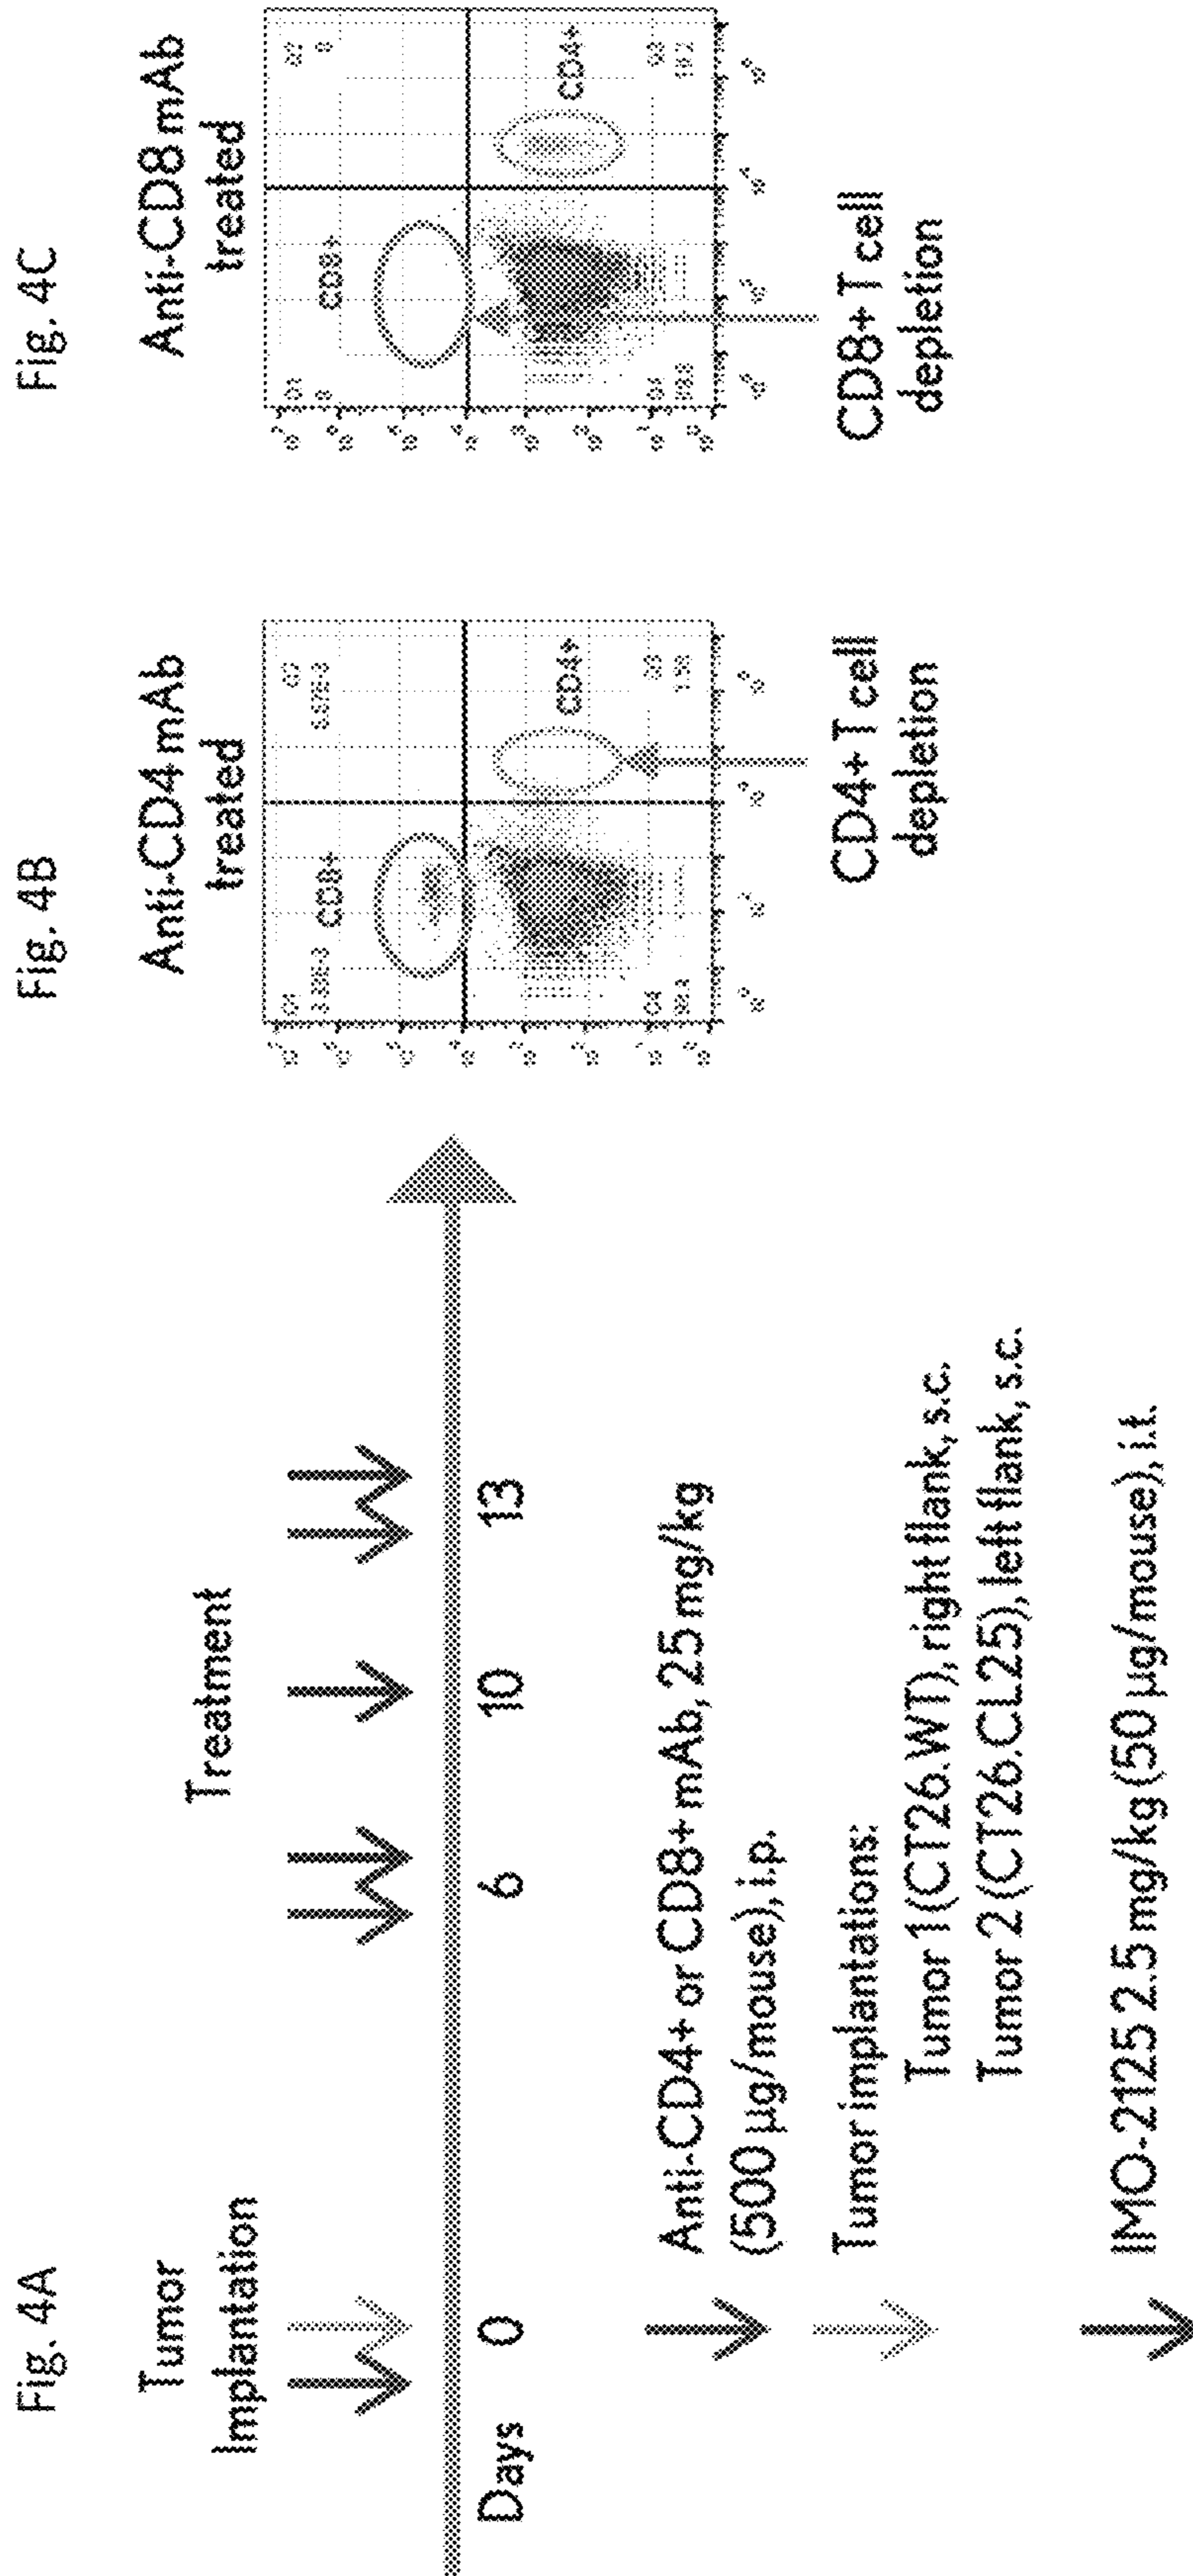 Fig. 4A
Tumor
Implantation
Treatment
Days
0
6
10
13
Anti-CD4+ or CD8+ mAb, 25 mg/kg
(500 µg/mouse), i.p.
Tumor implantations:
Tumor 1 (CT26.WT), right flank, s.c.
Tumor 2 (CT26.CL25), left flank, s.c.
IMO-2125 2.5 mg/kg (50 µg/mouse), i.t.
Fig. 4B
Anti-CD4 mAb
treated
CD8+
CD4+
CD4+ T cell
depletion
Fig. 4C
Anti-CD8 mAb
treated
CD8+
CD4+
CD8+ T cell
depletion